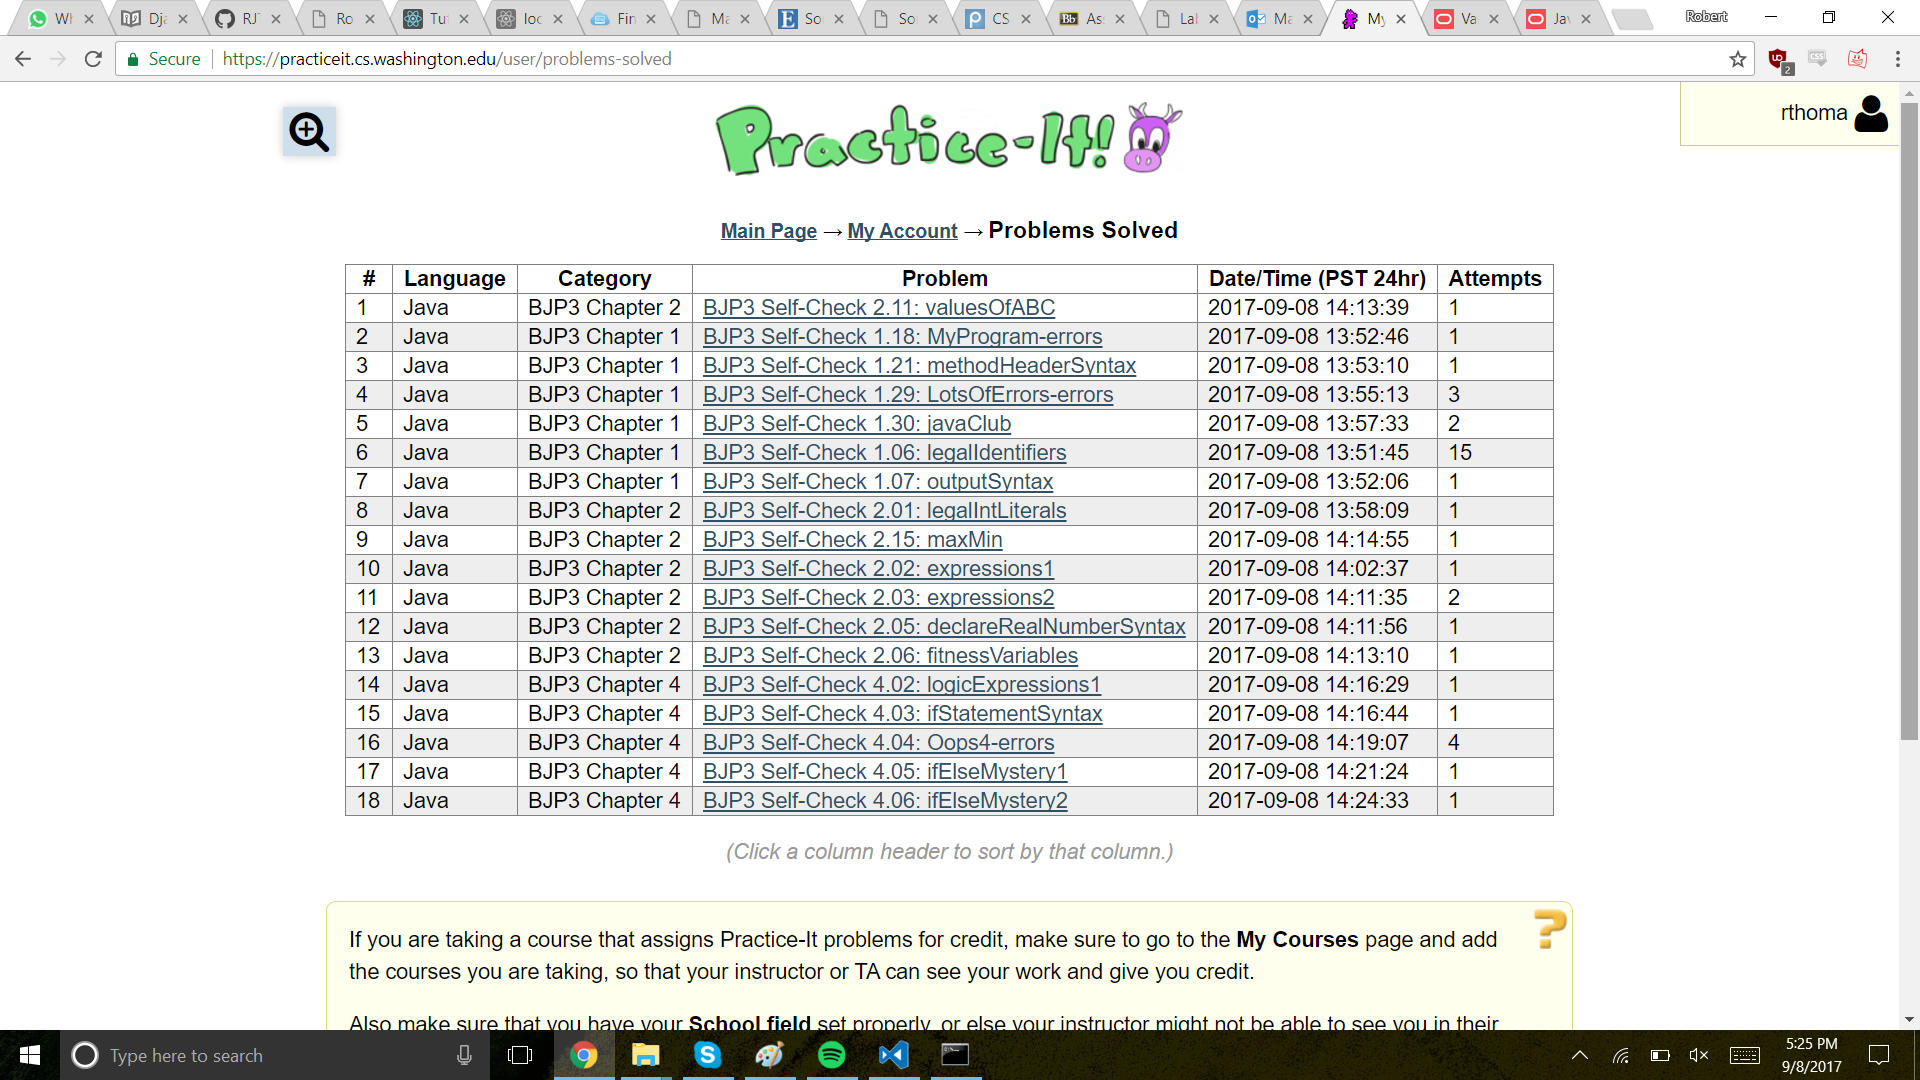 Wh Dja RJT Ro Tut loc Fin Ma So So CS Ass Lab Ma My Va Jav Robert
Secure https://practiceit.cs.washington.edu/user/problems-solved
2
rthoma
Practice-It!
Main Page → My Account → Problems Solved
# Language Category Problem Date/Time (PST 24hr) Attempts
1 Java BJP3 Chapter 2 BJP3 Self-Check 2.11: valuesOfABC 2017-09-08 14:13:39 1
2 Java BJP3 Chapter 1 BJP3 Self-Check 1.18: MyProgram-errors 2017-09-08 13:52:46 1
3 Java BJP3 Chapter 1 BJP3 Self-Check 1.21: methodHeaderSyntax 2017-09-08 13:53:10 1
4 Java BJP3 Chapter 1 BJP3 Self-Check 1.29: LotsOfErrors-errors 2017-09-08 13:55:13 3
5 Java BJP3 Chapter 1 BJP3 Self-Check 1.30: javaClub 2017-09-08 13:57:33 2
6 Java BJP3 Chapter 1 BJP3 Self-Check 1.06: legalIdentifiers 2017-09-08 13:51:45 15
7 Java BJP3 Chapter 1 BJP3 Self-Check 1.07: outputSyntax 2017-09-08 13:52:06 1
8 Java BJP3 Chapter 2 BJP3 Self-Check 2.01: legalIntLiterals 2017-09-08 13:58:09 1
9 Java BJP3 Chapter 2 BJP3 Self-Check 2.15: maxMin 2017-09-08 14:14:55 1
10 Java BJP3 Chapter 2 BJP3 Self-Check 2.02: expressions1 2017-09-08 14:02:37 1
11 Java BJP3 Chapter 2 BJP3 Self-Check 2.03: expressions2 2017-09-08 14:11:35 2
12 Java BJP3 Chapter 2 BJP3 Self-Check 2.05: declareRealNumberSyntax 2017-09-08 14:11:56 1
13 Java BJP3 Chapter 2 BJP3 Self-Check 2.06: fitnessVariables 2017-09-08 14:13:10 1
14 Java BJP3 Chapter 4 BJP3 Self-Check 4.02: logicExpressions1 2017-09-08 14:16:29 1
15 Java BJP3 Chapter 4 BJP3 Self-Check 4.03: ifStatementSyntax 2017-09-08 14:16:44 1
16 Java BJP3 Chapter 4 BJP3 Self-Check 4.04: Oops4-errors 2017-09-08 14:19:07 4
17 Java BJP3 Chapter 4 BJP3 Self-Check 4.05: ifElseMystery1 2017-09-08 14:21:24 1
18 Java BJP3 Chapter 4 BJP3 Self-Check 4.06: ifElseMystery2 2017-09-08 14:24:33 1
(Click a column header to sort by that column.)
If you are taking a course that assigns Practice-It problems for credit, make sure to go to the My Courses page and add
the courses you are taking, so that your instructor or TA can see your work and give you credit.
Also make sure that you have your School field set properly, or else your instructor might not be able to see you in their
Type here to search
5:25 PM
9/8/2017